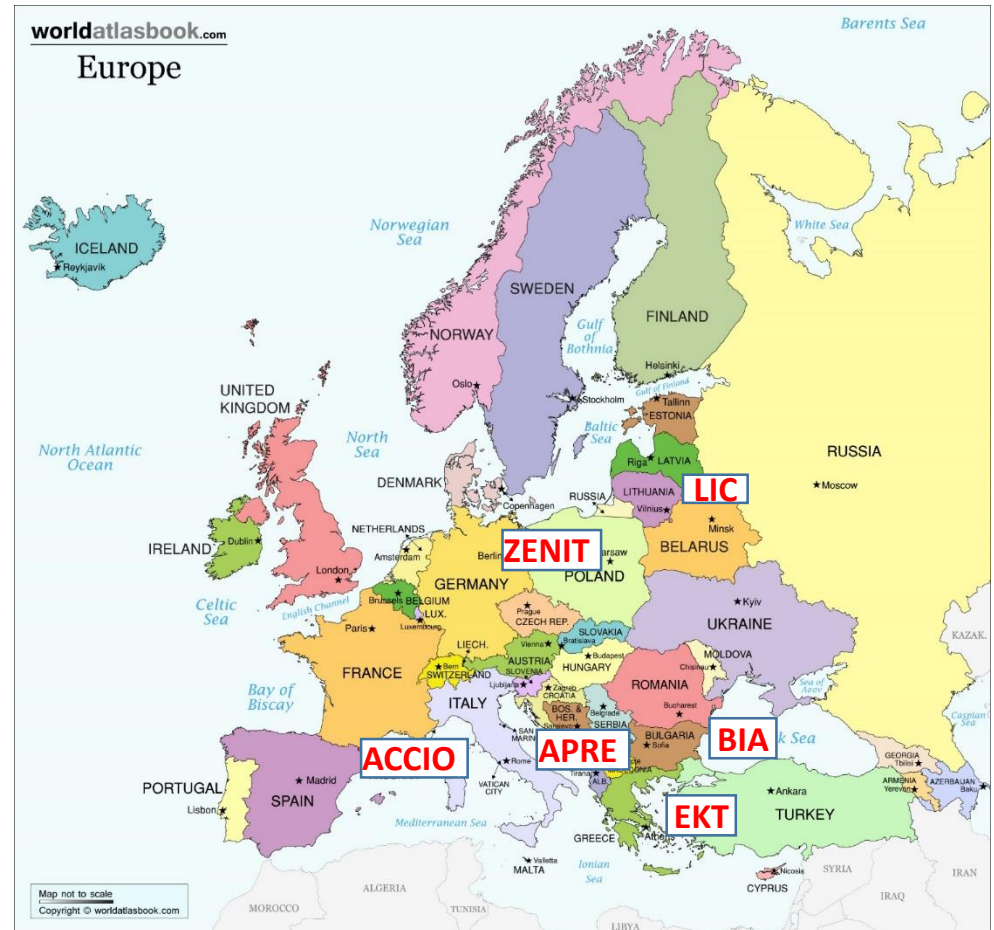 worldatlasbook.com
Europe
Barents Sea
ICELAND
Reykjavik
Norwegian
Sea
White Sea
SWEDEN
FINLAND
NORWAY
Gulf
of
Bothnia
Helsinki
Oslo
Gulf of Finland
Stockholm
Tallinn
ESTONIA
UNITED
KINGDOM
North Atlantic
Ocean
North
Sea
Baltic
Sea
RUSSIA
Riga
LATVIA
Moscow
DENMARK
LITHUANIA
LIC
Copenhagen
RUSSIA
Vilnius
Minsk
NETHERLANDS
IRELAND
Dublin
Amsterdam
Berlin
ZENIT
arsaw
BELARUS
London
GERMANY
POLAND
Celtic
Sea
English Channel
Brussels
BELGIUM
LUX.
Luxembourg
Prague
CZECH REP.
Kyiv
UKRAINE
KAZAK.
Paris
LIECH.
Vienna
SLOVAKIA
Bratislava
FRANCE
Bern
SWITZERLAND
AUSTRIA
SLOVENIA
Budapest
HUNGARY
MOLDOVA
Chisinau
Bay of
Biscay
Ljubljana
Zagreb
CROATIA
ROMANIA
Sea of
Azov
ITALY
BOS. &
HER.
Belgrade
SERBIA
Bucharest
Caspian
Sea
SAN
MARIN
Sarajevo
BULGARIA
Sofia
ACCIO
APRE
BIA
k Sea
GEORGIA
Tbilisi
PORTUGAL
Madrid
Rome
VATICAN
CITY
Tirana
ALB.
ARMENIA
Yerevan
AZERBAIJAN
Baku
Lisbon
SPAIN
Ankara
TURKEY
Mediterranean Sea
EKT
GREECE
Athens
Valletta
MALTA
Ionian
Sea
Nicosia
CYPRUS
SYRIA
IRAN
Map not to scale
Copyright © worldatlasbook.com
MOROCCO
ALGERIA
TUNISIA
LIBYA
IRAQ